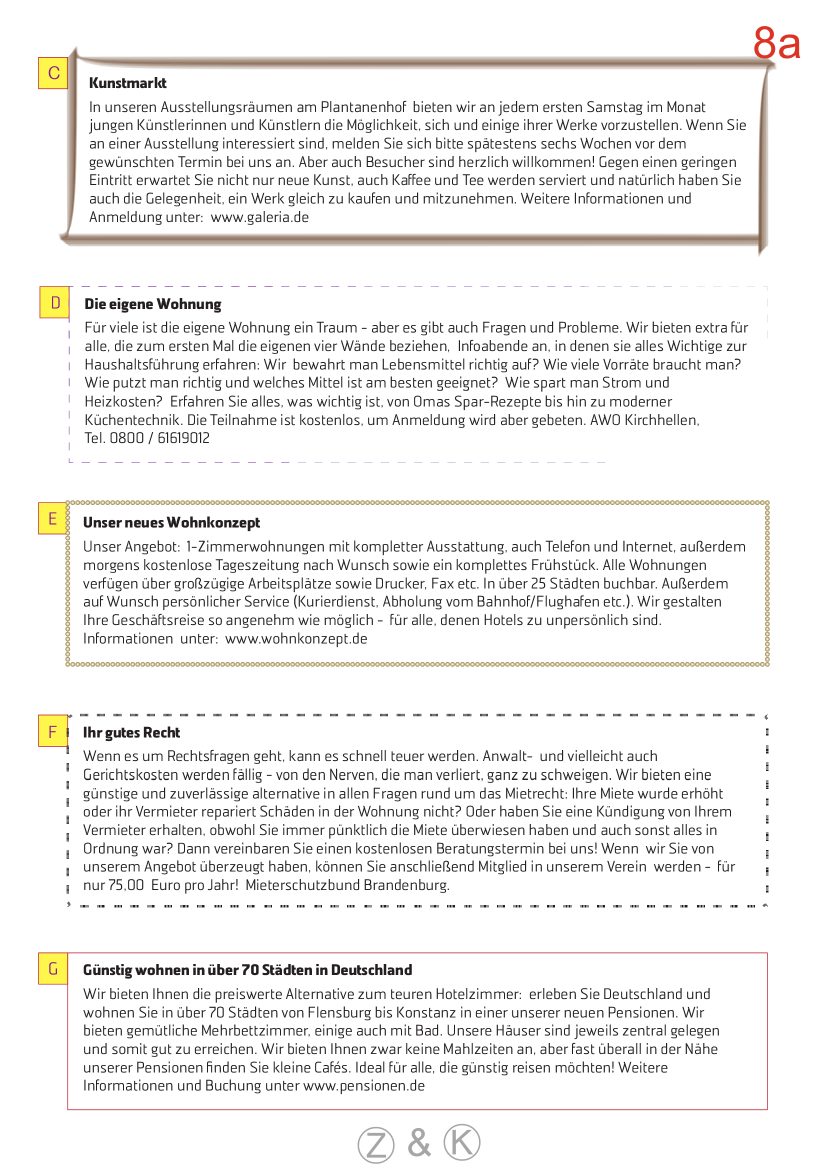 8a
C
Kunstmarkt
In unseren Ausstellungsräumen am Plantanenhof bieten wir an jedem ersten Samstag im Monat
jungen Künstlerinnen und Künstlern die Möglichkeit, sich und einige ihrer Werke vorzustellen. Wenn Sie
an einer Ausstellung interessiert sind, melden Sie sich bitte spätestens sechs Wochen vor dem
gewünschten Termin bei uns an. Aber auch Besucher sind herzlich willkommen! Gegen einen geringen
Eintritt erwartet Sie nicht nur neue Kunst, auch Kaffee und Tee werden serviert und natürlich haben Sie
auch die Gelegenheit, ein Werk gleich zu kaufen und mitzunehmen. Weitere Informationen und
Anmeldung unter: www.galeria.de
D
Die eigene Wohnung
Für viele ist die eigene Wohnung ein Traum - aber es gibt auch Fragen und Probleme. Wir bieten extra für
alle, die zum ersten Mal die eigenen vier Wände beziehen, Infoabende an, in denen sie alles Wichtige zur
Haushaltsführung erfahren: Wir bewahrt man Lebensmittel richtig auf? Wie viele Vorräte braucht man?
Wie putzt man richtig und welches Mittel ist am besten geeignet? Wie spart man Strom und
Heizkosten? Erfahren Sie alles, was wichtig ist, von Omas Spar-Rezepte bis hin zu moderner
Küchentechnik. Die Teilnahme ist kostenlos, um Anmeldung wird aber gebeten. AWO Kirchhellen,
Tel. 0800 / 61619012
E
Unser neues Wohnkonzept
Unser Angebot: 1-Zimmerwohnungen mit kompletter Ausstattung, auch Telefon und Internet, außerdem
morgens kostenlose Tageszeitung nach Wunsch sowie ein komplettes Frühstück. Alle Wohnungen
verfügen über großzügige Arbeitsplätze sowie Drucker, Fax etc. In über 25 Städten buchbar. Außerdem
auf Wunsch persönlicher Service (Kurierdienst, Abholung vom Bahnhof/Flughafen etc.). Wir gestalten
Ihre Geschäftsreise so angenehm wie möglich - für alle, denen Hotels zu unpersönlich sind.
Informationen unter: www.wohnkonzept.de
F
Ihr gutes Recht
Wenn es um Rechtsfragen geht, kann es schnell teuer werden. Anwalt- und vielleicht auch
Gerichtskosten werden fällig - von den Nerven, die man verliert, ganz zu schweigen. Wir bieten eine
günstige und zuverlässige alternative in allen Fragen rund um das Mietrecht: Ihre Miete wurde erhöht
oder ihr Vermieter repariert Schäden in der Wohnung nicht? Oder haben Sie eine Kündigung von Ihrem
Vermieter erhalten, obwohl Sie immer pünktlich die Miete überwiesen haben und auch sonst alles in
Ordnung war? Dann vereinbaren Sie einen kostenlosen Beratungstermin bei uns! Wenn wir Sie von
unserem Angebot überzeugt haben, können Sie anschließend Mitglied in unserem Verein werden - für
nur 75,00 Euro pro Jahr! Mieterschutzbund Brandenburg.
G
Günstig wohnen in über 70 Städten in Deutschland
Wir bieten Ihnen die preiswerte Alternative zum teuren Hotelzimmer: erleben Sie Deutschland und
wohnen Sie in über 70 Städten von Flensburg bis Konstanz in einer unserer neuen Pensionen. Wir
bieten gemütliche Mehrbettzimmer, einige auch mit Bad. Unsere Häuser sind jeweils zentral gelegen
und somit gut zu erreichen. Wir bieten Ihnen zwar keine Mahlzeiten an, aber fast überall in der Nähe
unserer Pensionen finden Sie kleine Cafés. Ideal für alle, die günstig reisen möchten! Weitere
Informationen und Buchung unter www.pensionen.de
Z & K